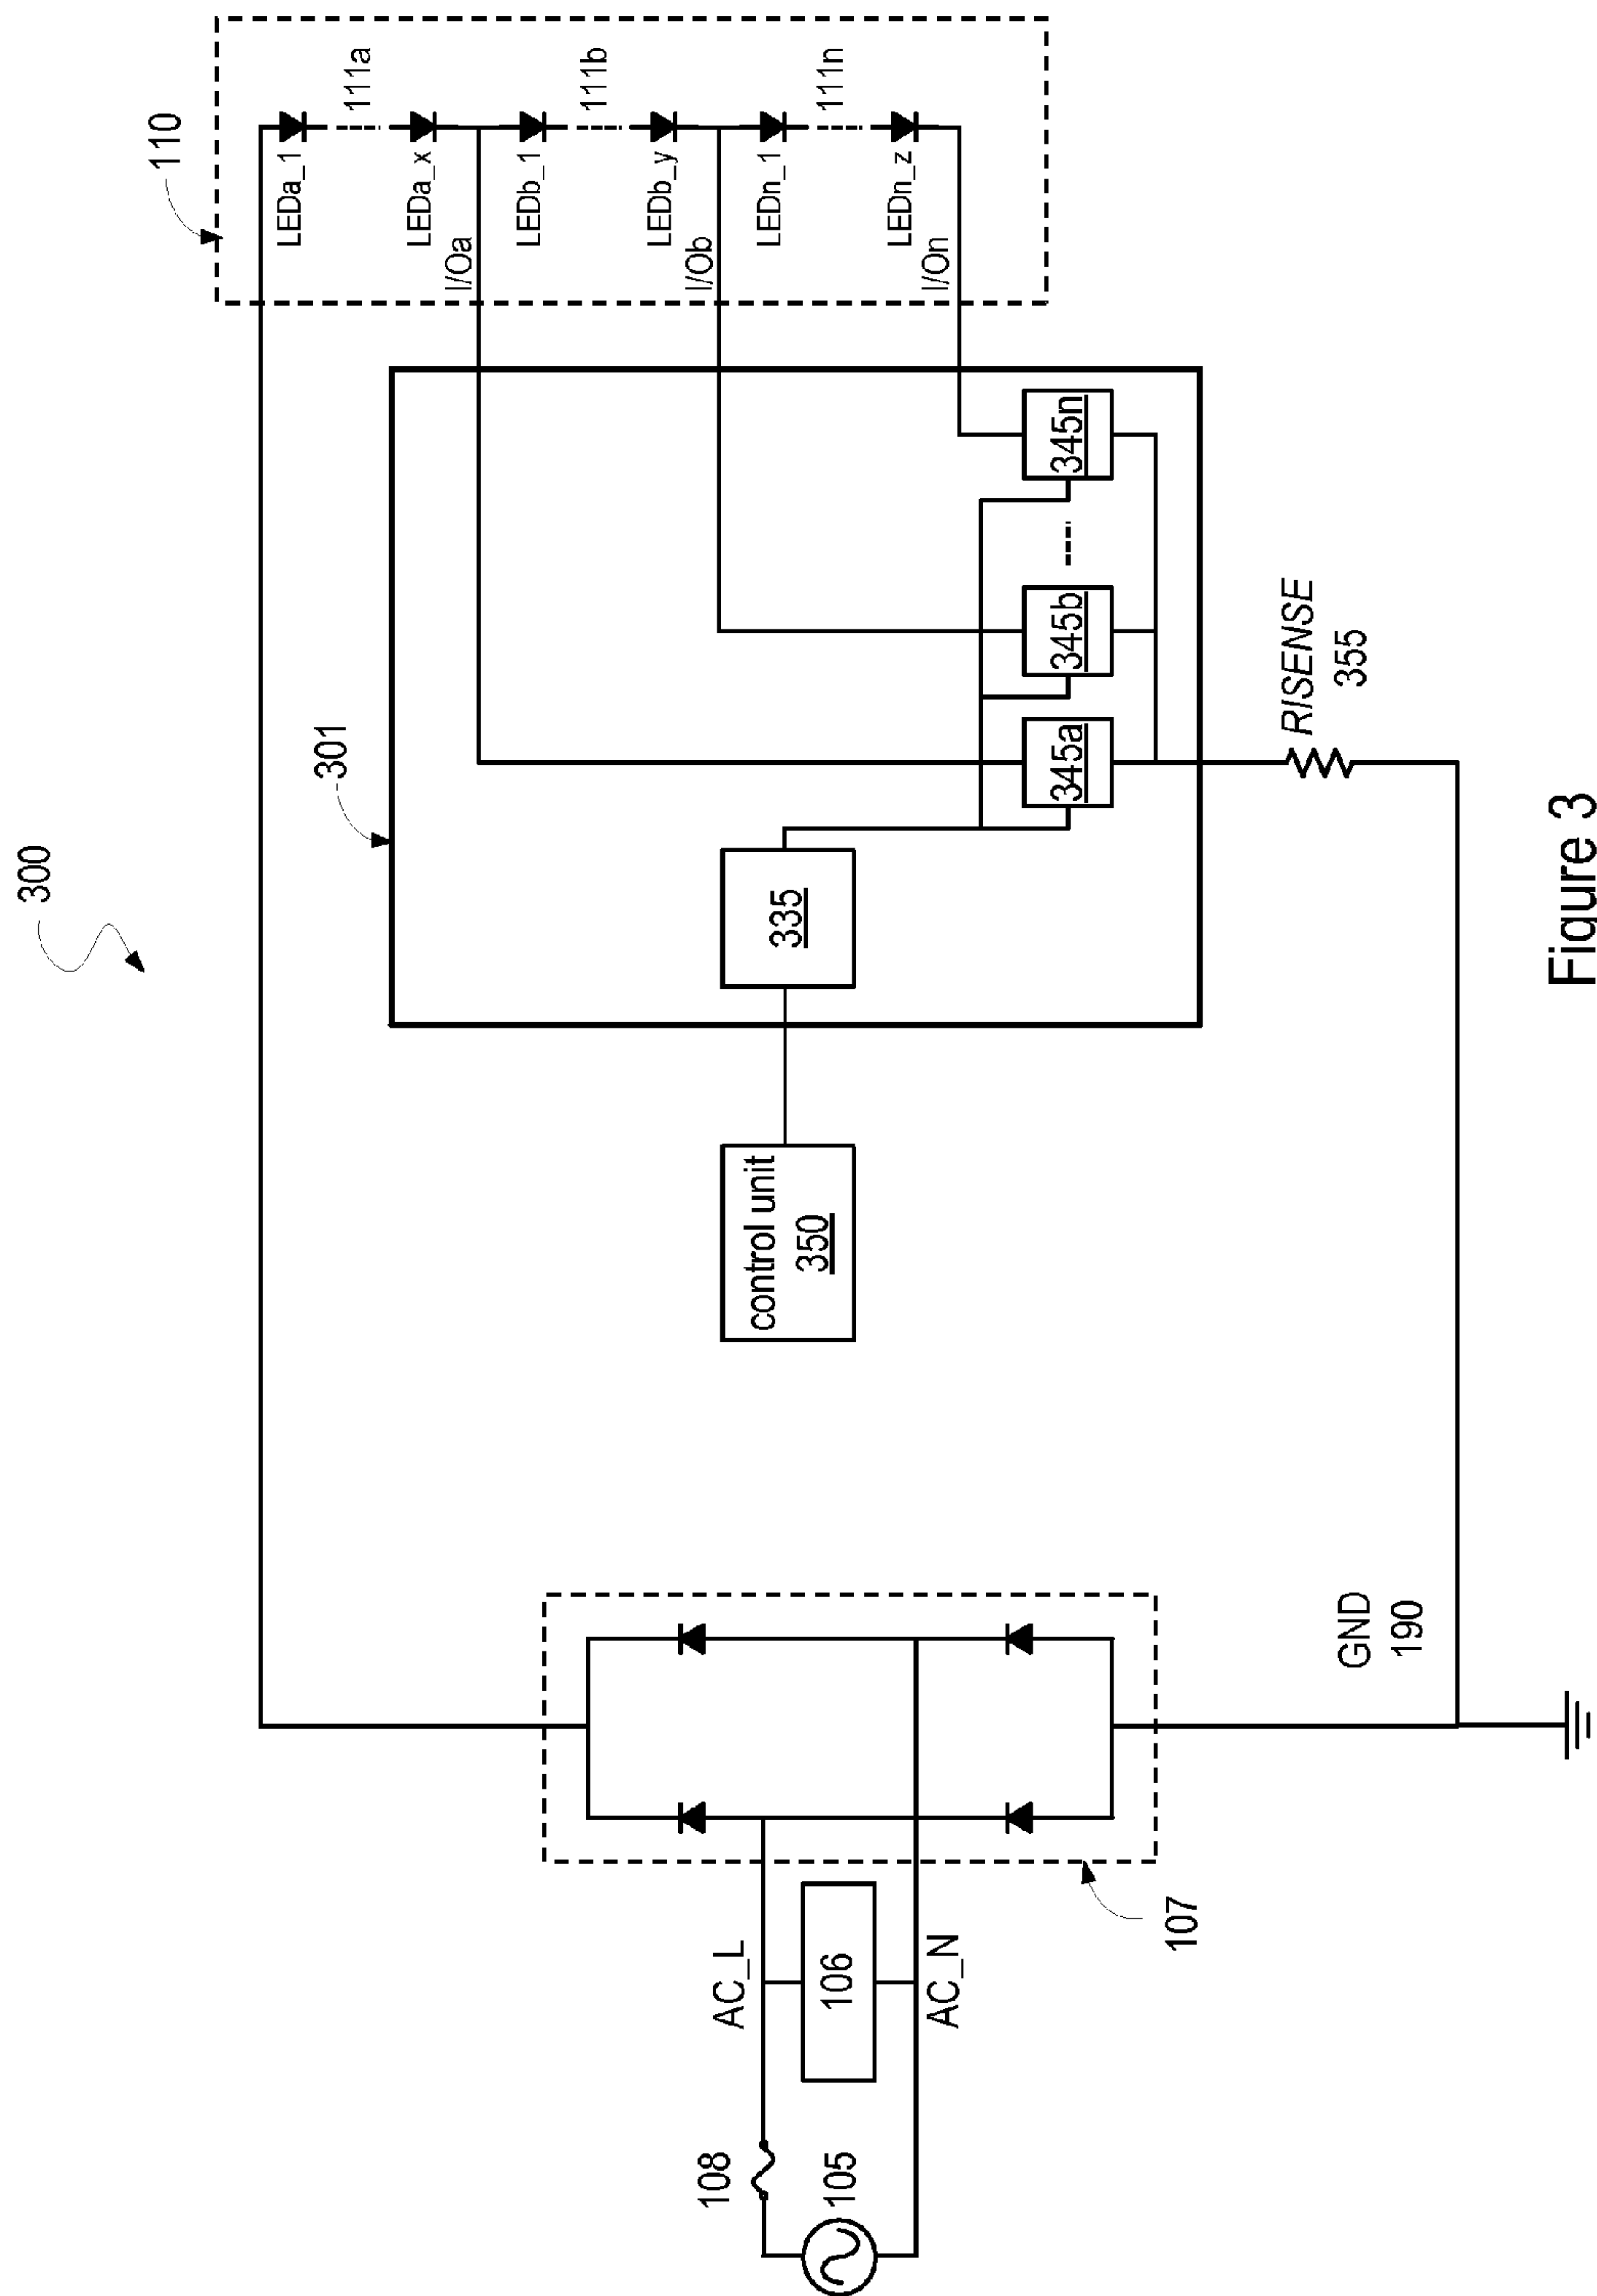 300
110
LEDa_1
111a
LEDa_x
I/Oa
LEDb_1
111b
LEDb_y
I/Ob
LEDn_1
111n
LEDn_z
I/On
301
335
345a
345b
345n
control unit
350
RISENSE
355
108
105
AC_L
106
AC_N
107
GND
190
Figure 3